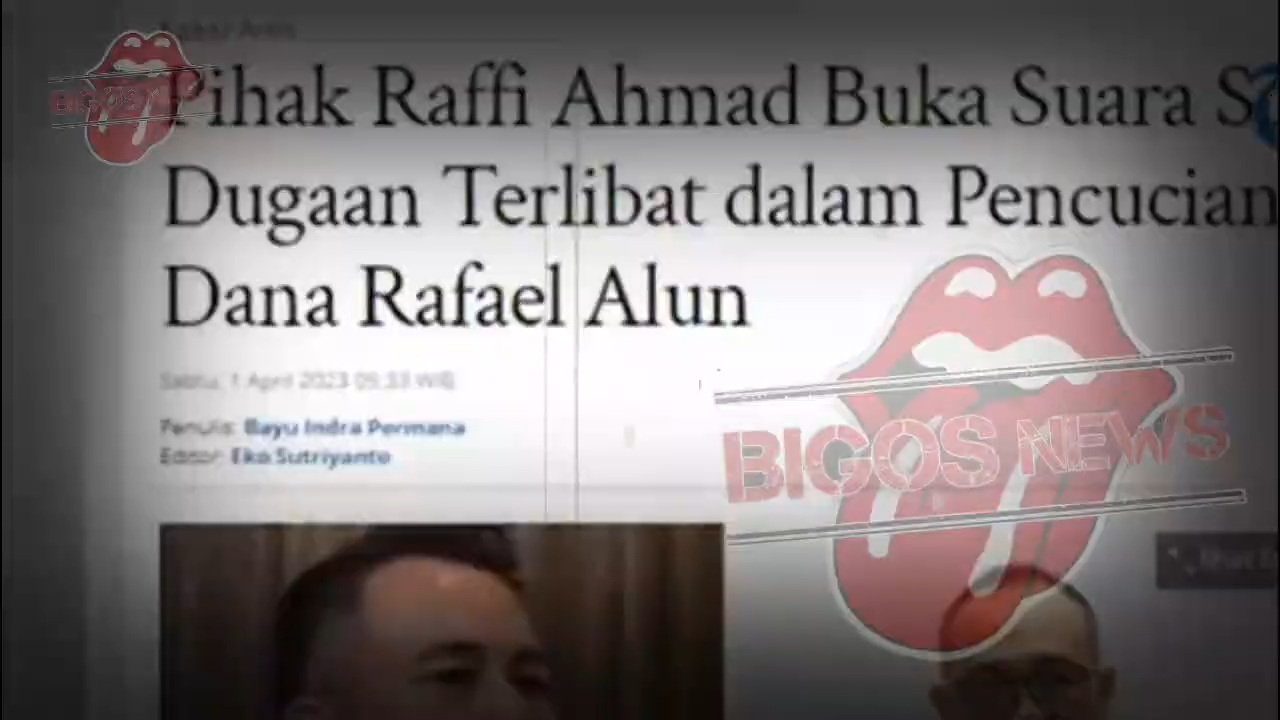 Pihak Raffi Ahmad Buka Suara
Dugaan Terlibat dalam Pencucian
Dana Rafael Alun
Sabtu, 1 April 2023 05:33 WIB
Penulis: Bayu Indra Permana
Editor: Eko Sutriyanto
BIGOS NEWS